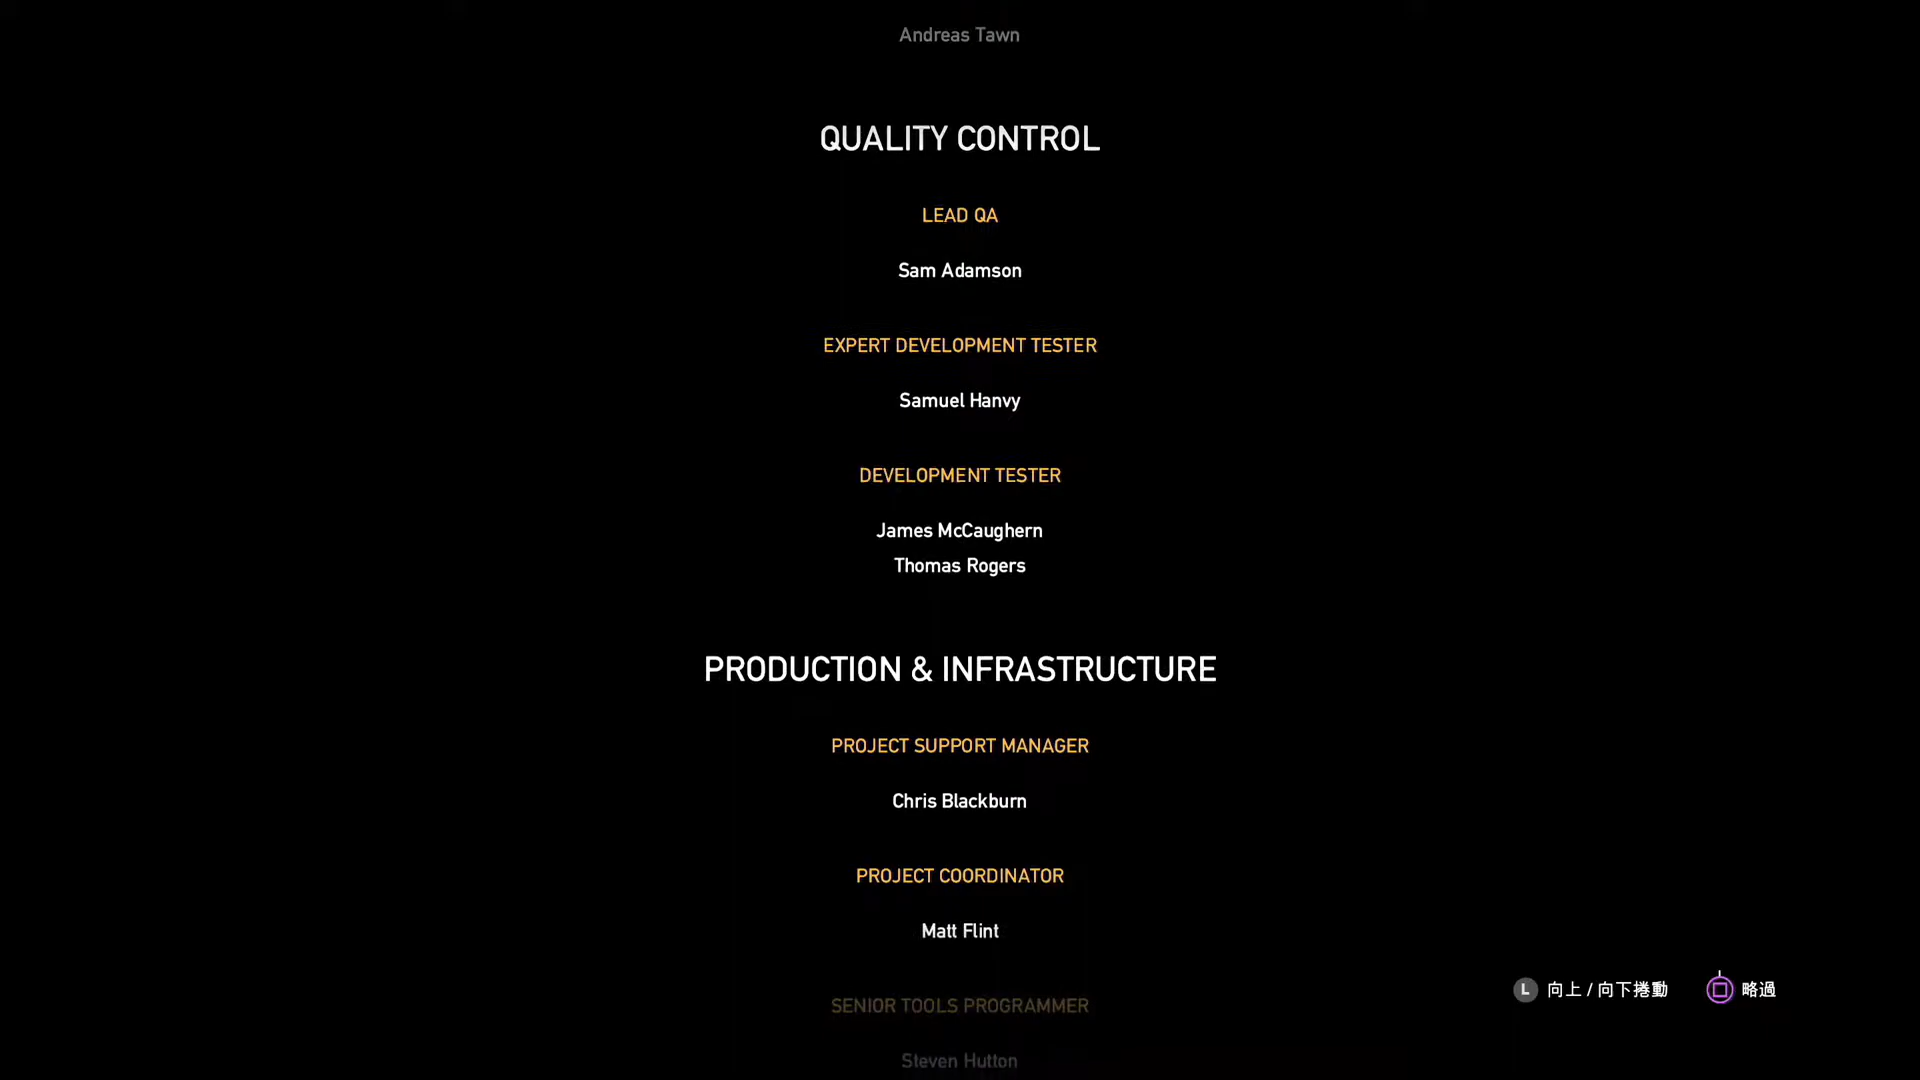 Andreas Tawn
QUALITY CONTROL
LEAD QA
Sam Adamson
EXPERT DEVELOPMENT TESTER
Samuel Hanvy
DEVELOPMENT TESTER
James McCaughern
Thomas Rogers
PRODUCTION & INFRASTRUCTURE
PROJECT SUPPORT MANAGER
Chris Blackburn
PROJECT COORDINATOR
Matt Flint
L 向上 / 向下捲動 略過
SENIOR TOOLS PROGRAMMER
Steven Hutton